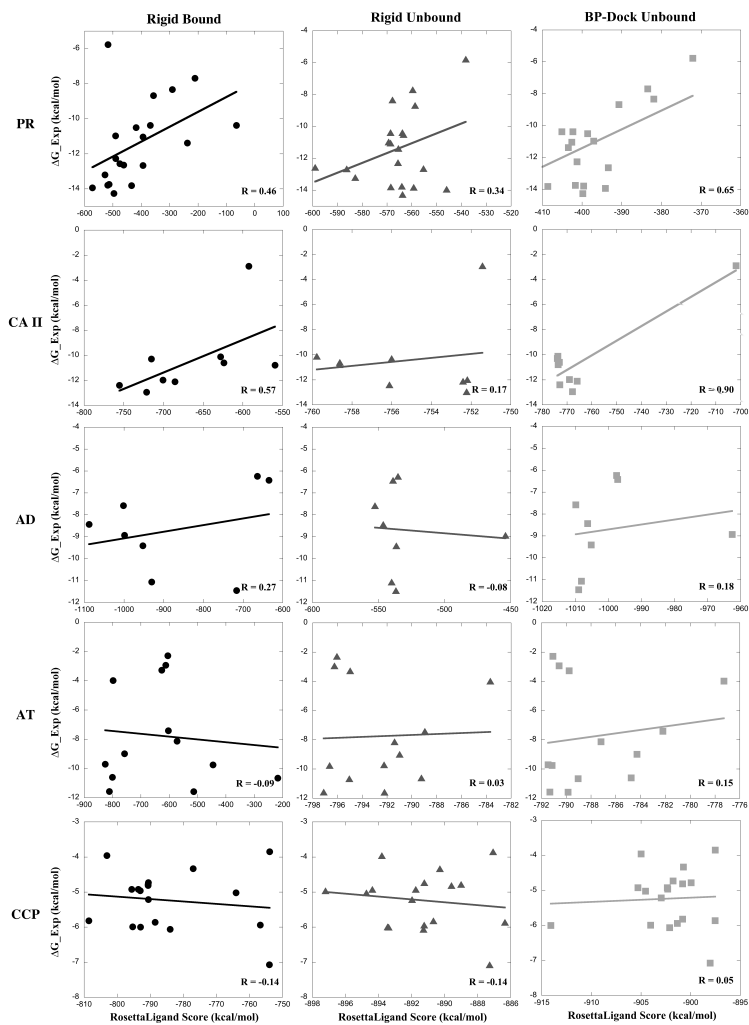 Rigid Bound
Rigid Unbound
BP-Dock Unbound
PR
ΔG_Exp (kcal/mol)
-6
-8
-10
-12
-14
-600 -500 -400 -300 -200 -100 0 100
R = 0.46
-4
-6
-8
-10
-12
-14
-600 -590 -580 -570 -560 -550 -540 -530 -520
R = 0.34
-4
-6
-8
-10
-12
-14
-410 -400 -390 -380 -370 -360
R = 0.65
CA II
ΔG_Exp (kcal/mol)
0
-2
-4
-6
-8
-10
-12
-14
-800 -750 -700 -650 -600 -550
R = 0.57
0
-2
-4
-6
-8
-10
-12
-14
-760 -758 -756 -754 -752 -750
R = 0.17
0
-2
-4
-6
-8
-10
-12
-14
-780 -770 -760 -750 -740 -730 -720 -710 -700
R = 0.90
AD
ΔG_Exp (kcal/mol)
-4
-5
-6
-7
-8
-9
-10
-11
-12
-1100 -1000 -900 -800 -700 -600
R = 0.27
-4
-5
-6
-7
-8
-9
-10
-11
-12
-600 -550 -500 -450
R = -0.08
-4
-5
-6
-7
-8
-9
-10
-11
-12
-1020 -1010 -1000 -990 -980 -970 -960
R = 0.18
AT
ΔG_Exp (kcal/mol)
0
-2
-4
-6
-8
-10
-12
-900 -800 -700 -600 -500 -400 -300 -200
R = -0.09
0
-2
-4
-6
-8
-10
-12
-798 -796 -794 -792 -790 -788 -786 -784 -782
R = 0.03
0
-2
-4
-6
-8
-10
-12
-792 -790 -788 -786 -784 -782 -780 -778 -776
R = 0.15
CCP
ΔG_Exp (kcal/mol)
-3
-4
-5
-6
-7
-8
-810 -800 -790 -780 -770 -760 -750
R = -0.14
-3
-4
-5
-6
-7
-8
-898 -896 -894 -892 -890 -888 -886
R = -0.14
-3
-4
-5
-6
-7
-8
-915 -910 -905 -900 -895
R = 0.05
RosettaLigand Score (kcal/mol)
RosettaLigand Score (kcal/mol)
RosettaLigand Score (kcal/mol)